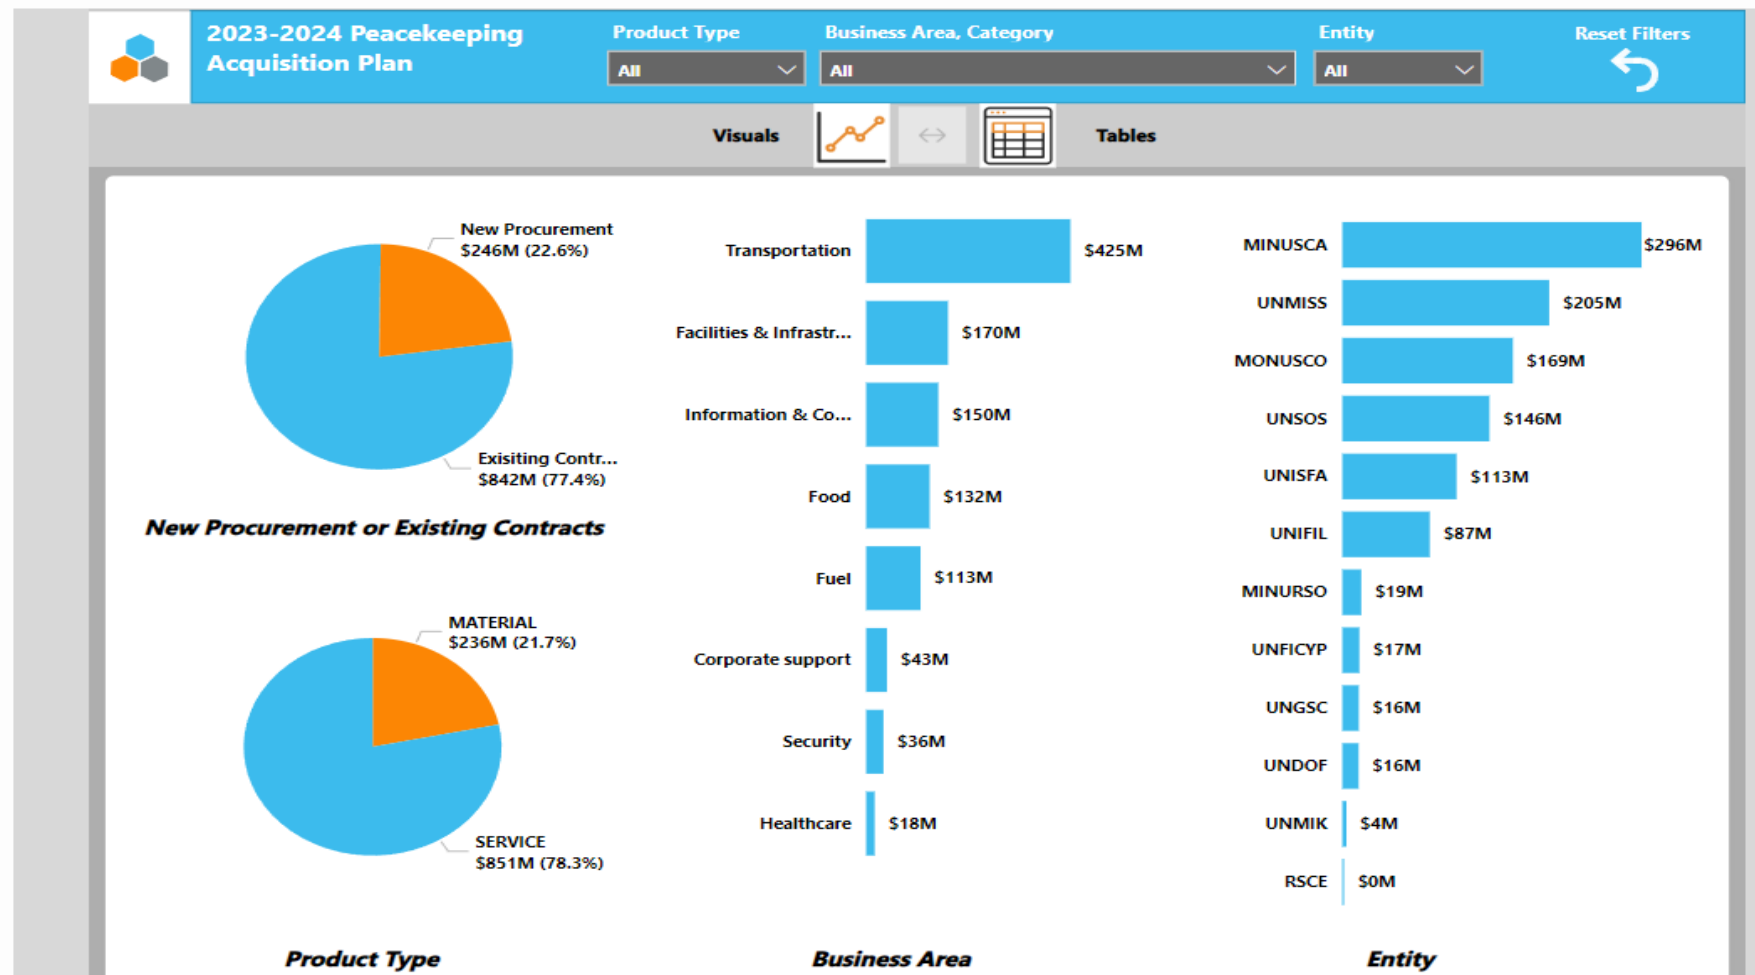 2023-2024 Peacekeeping
Acquisition Plan
Product Type
All
Business Area, Category
All
Entity
All
Reset Filters
Visuals
Tables
New Procurement
$246M (22.6%)
Exisiting Contr...
$842M (77.4%)
New Procurement or Existing Contracts
MATERIAL
$236M (21.7%)
SERVICE
$851M (78.3%)
Product Type
Transportation $425M
Facilities & Infrastr... $170M
Information & Co... $150M
Food $132M
Fuel $113M
Corporate support $43M
Security $36M
Healthcare $18M
Business Area
MINUSCA $296M
UNMISS $205M
MONUSCO $169M
UNSOS $146M
UNISFA $113M
UNIFIL $87M
MINURSO $19M
UNFICYP $17M
UNGSC $16M
UNDOF $16M
UNMIK $4M
RSCE $0M
Entity